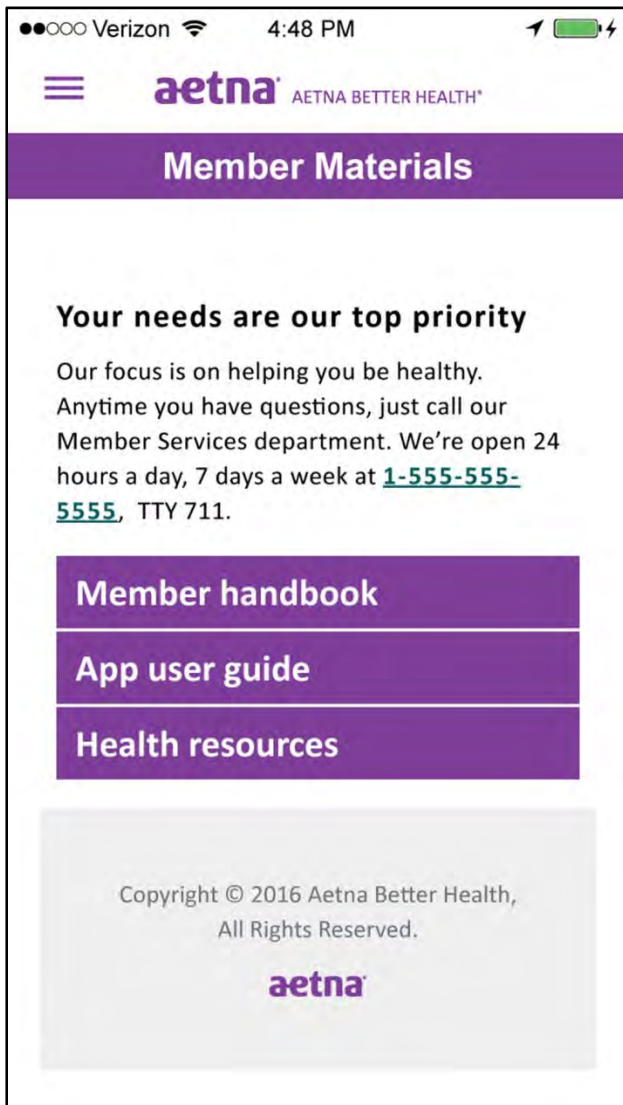 ●●○○○ Verizon 4:48 PM
aetna® AETNA BETTER HEALTH®
Member Materials
Your needs are our top priority
Our focus is on helping you be healthy.
Anytime you have questions, just call our
Member Services department. We’re open 24
hours a day, 7 days a week at 1-555-555-
5555, TTY 711.
Member handbook
App user guide
Health resources
Copyright © 2016 Aetna Better Health,
All Rights Reserved.
aetna®